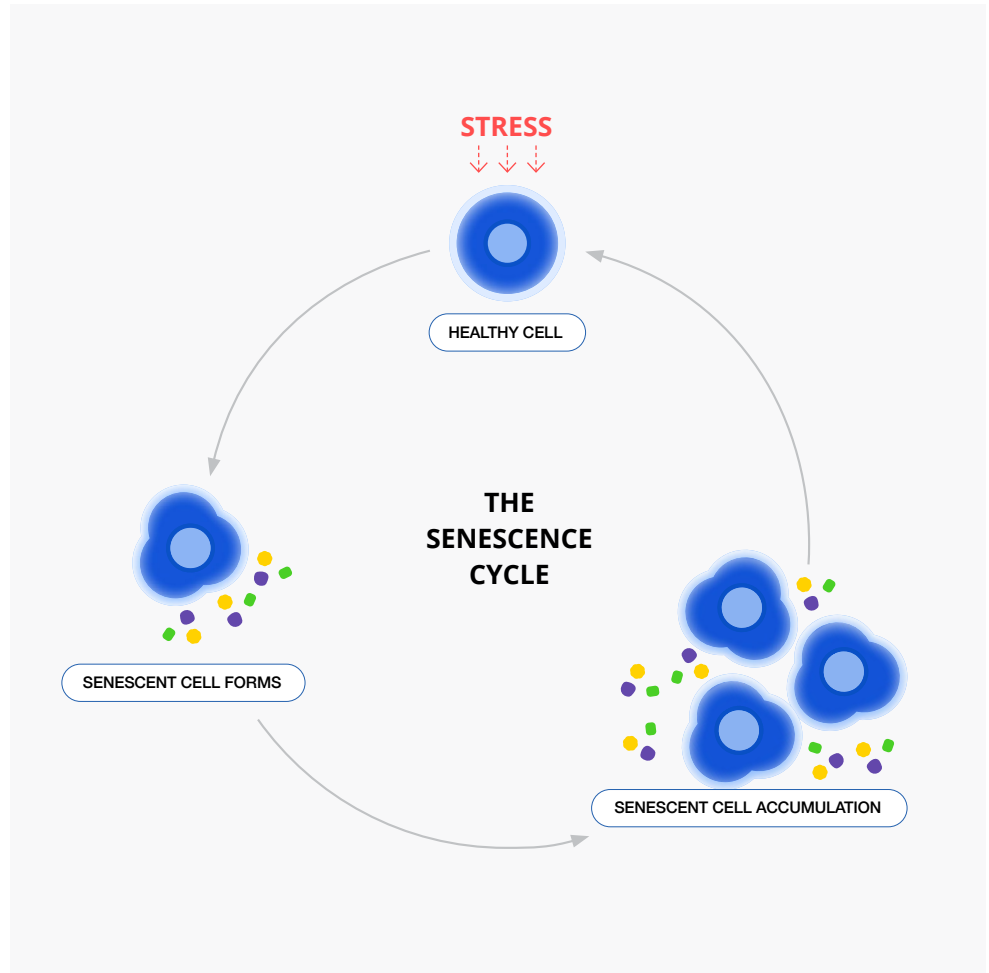 STRESS
HEALTHY CELL
THE
SENESCENCE
CYCLE
SENESCENT CELL FORMS
SENESCENT CELL ACCUMULATION